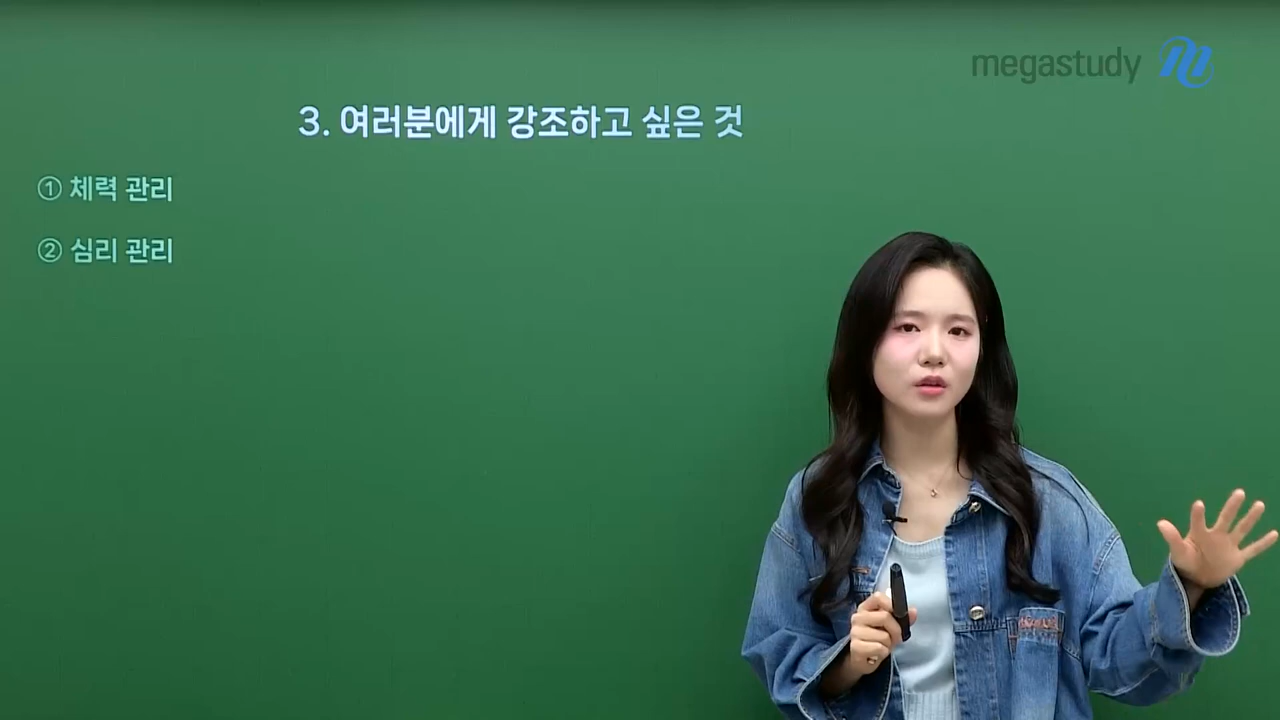 megastudy
3. 여러분에게 강조하고 싶은 것
① 체력 관리
② 심리 관리